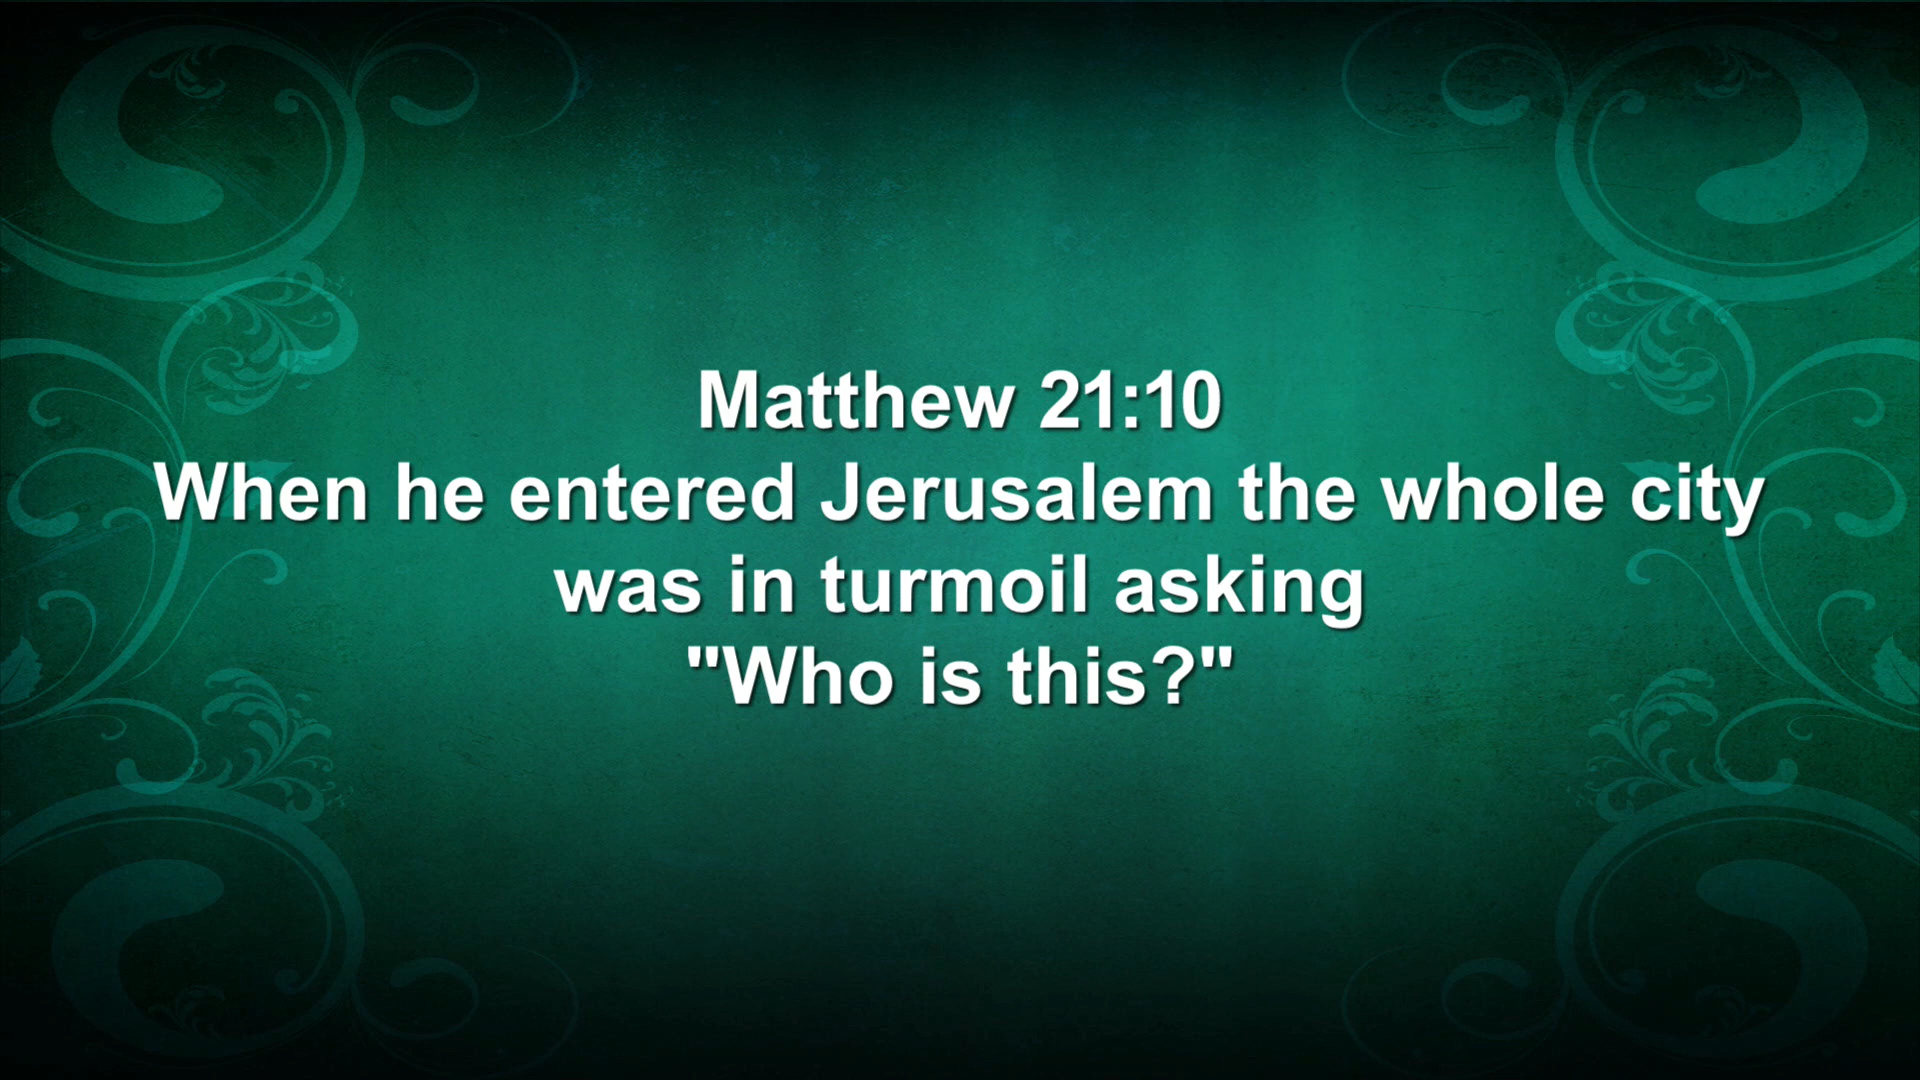 Matthew 21:10
When he entered Jerusalem the whole city
was in turmoil asking
"Who is this?"